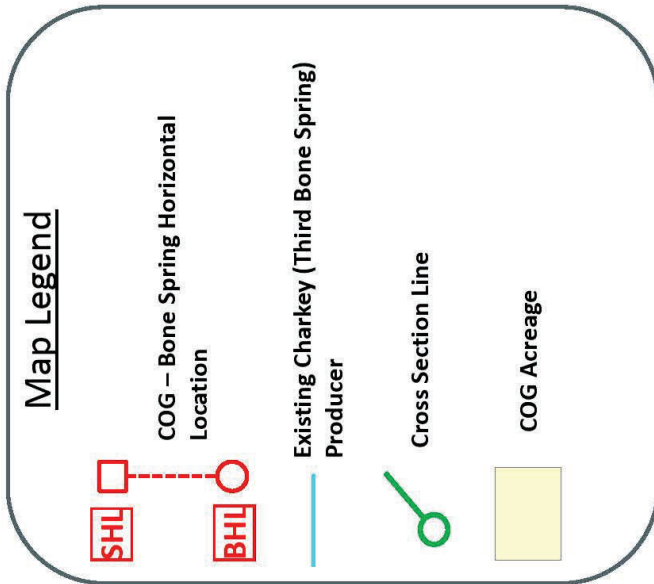 Map Legend
SHL
BHL
COG – Bone Spring Horizontal
Location
Existing Charkey (Third Bone Spring)
Producer
Cross Section Line
COG Acreage